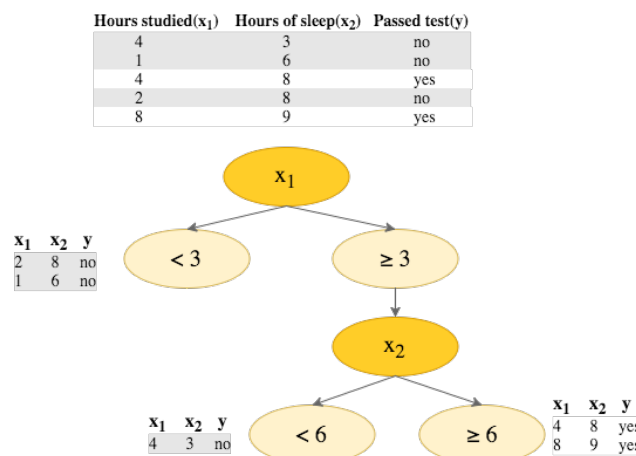 Hours studied(x₁) Hours of sleep(x₂) Passed test(y)
4 3 no
1 6 no
4 8 yes
2 8 no
8 9 yes
x₁
x₁ x₂ y
2 8 no
1 6 no
< 3
≥ 3
x₂
x₁ x₂ y
4 3 no
< 6
≥ 6
x₁ x₂ y
4 8 yes
8 9 yes